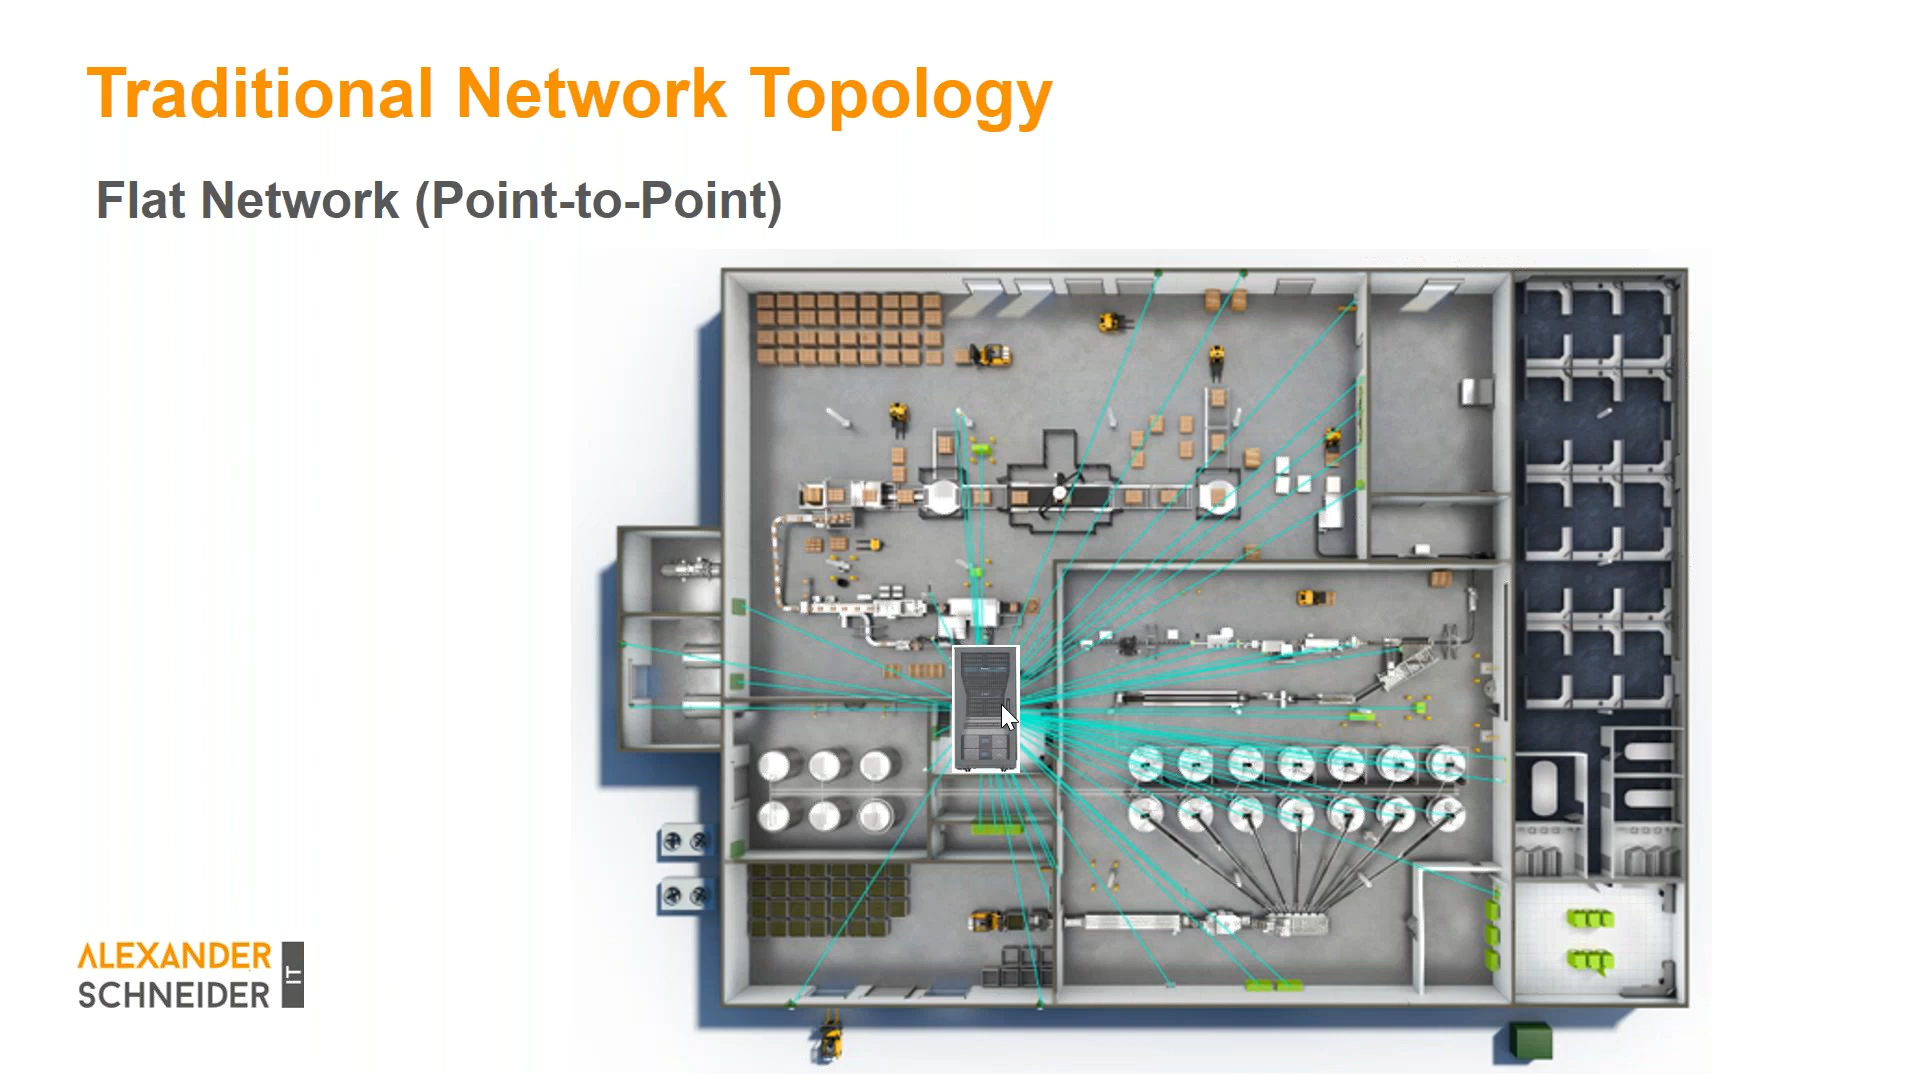 Traditional Network Topology
Flat Network (Point-to-Point)
ALEXANDER
SCHNEIDER
IT